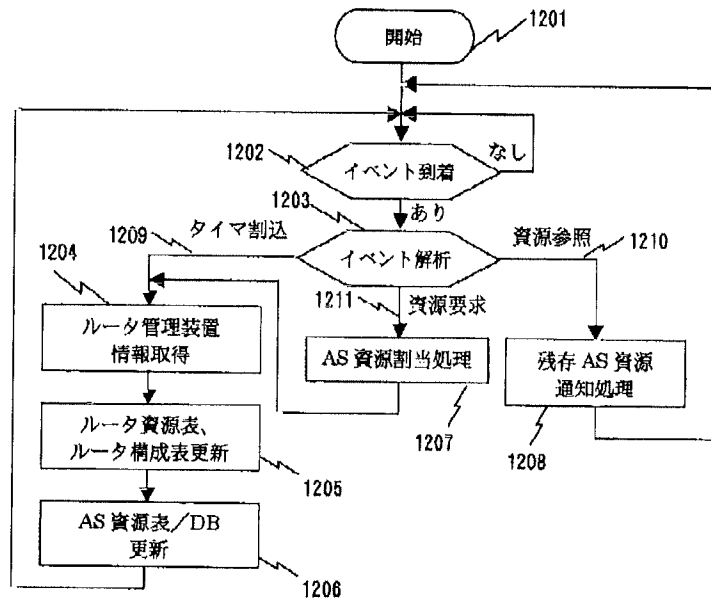 開始
1201
1202
イベント到着
なし
1203
あり
1209
タイマ割込
イベント解析
資源参照
1210
1204
1211
資源要求
ルータ管理装置
情報取得
AS 資源割当処理
1207
残存 AS 資源
通知処理
1208
ルータ資源表、
ルータ構成表更新
1205
AS 資源表/DB
更新
1206